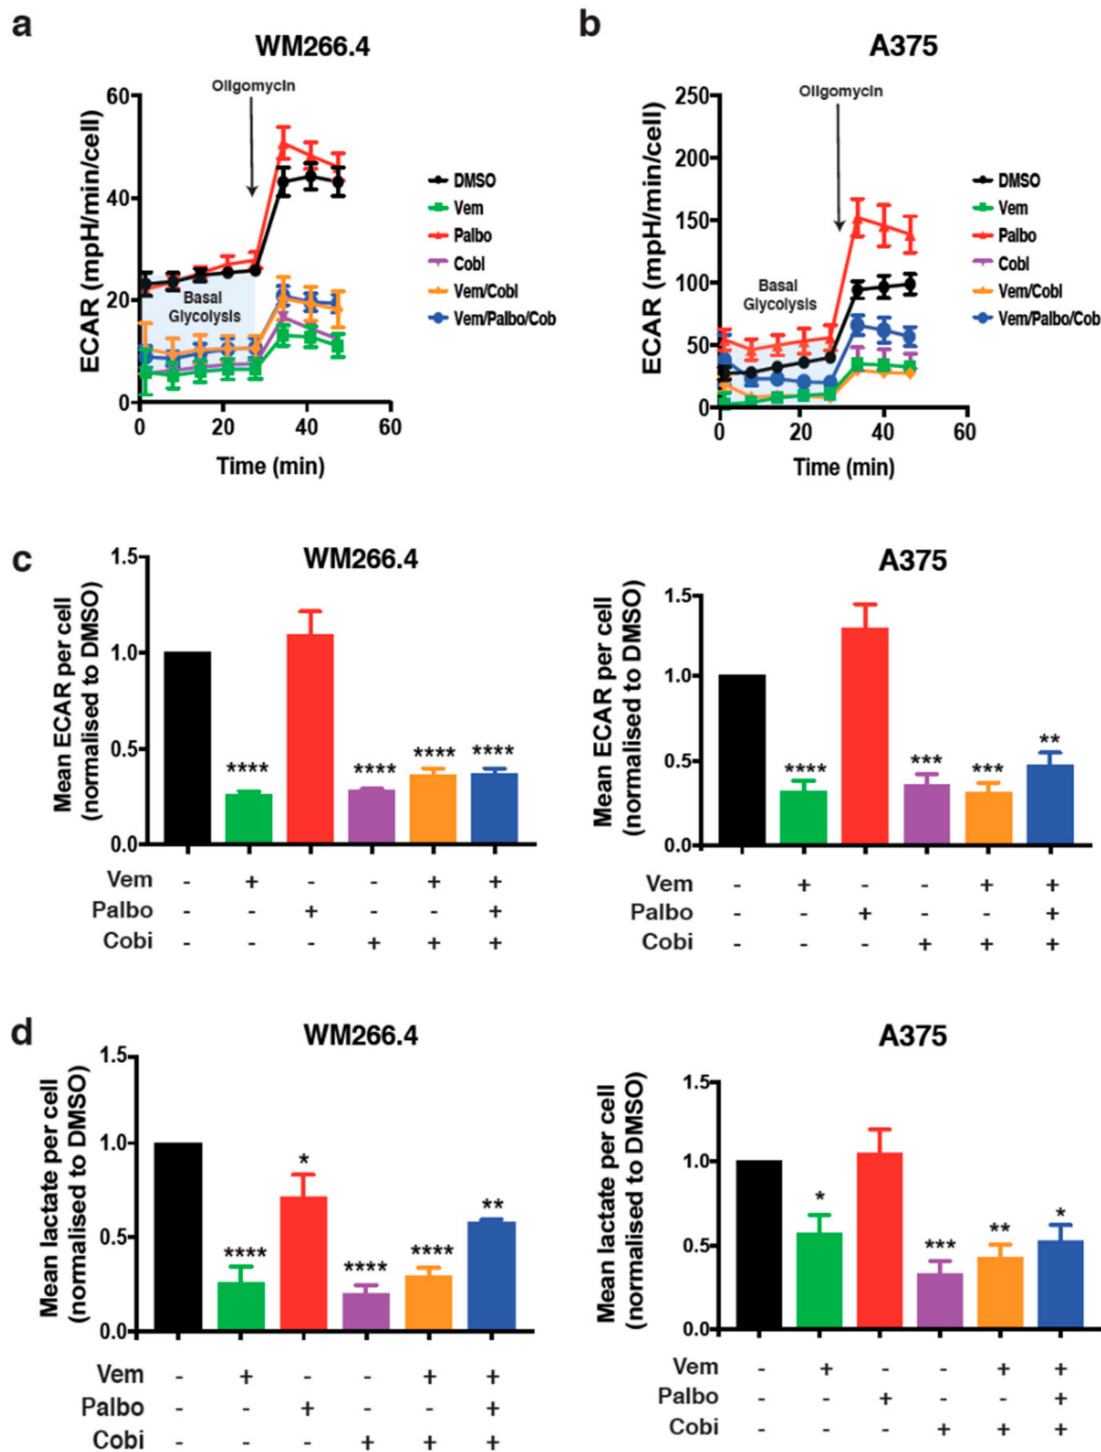 a
WM266.4
Oligomycin
ECAR (mpH/min/cell)
60
40
20
0
Basal
Glycolysis
0 20 40 60
Time (min)
DMSO
Vem
Palbo
Cobi
Vem/Cobi
Vem/Palbo/Cob
b
A375
Oligomycin
ECAR (mpH/min/cell)
250
200
150
100
50
0
Basal
Glycolysis
0 20 40 60
Time (min)
DMSO
Vem
Palbo
Cobi
Vem/Cobi
Vem/Palbo/Cob
c
WM266.4
Mean ECAR per cell
(normalised to DMSO)
1.5
1.0
0.5
0.0
**** **** **** ****
Vem - + - - + +
Palbo - - + - - +
Cobi - - - + + +
A375
Mean ECAR per cell
(normalised to DMSO)
1.5
1.0
0.5
0.0
**** *** *** **
Vem - + - - + +
Palbo - - + - - +
Cobi - - - + + +
d
WM266.4
Mean lactate per cell
(normalised to DMSO)
1.5
1.0
0.5
0.0
**** * **** **** **
Vem - + - - + +
Palbo - - + - - +
Cobi - - - + + +
A375
Mean lactate per cell
(normalised to DMSO)
1.5
1.0
0.5
0.0
* *** ** *
Vem - + - - + +
Palbo - - + - - +
Cobi - - - + + +